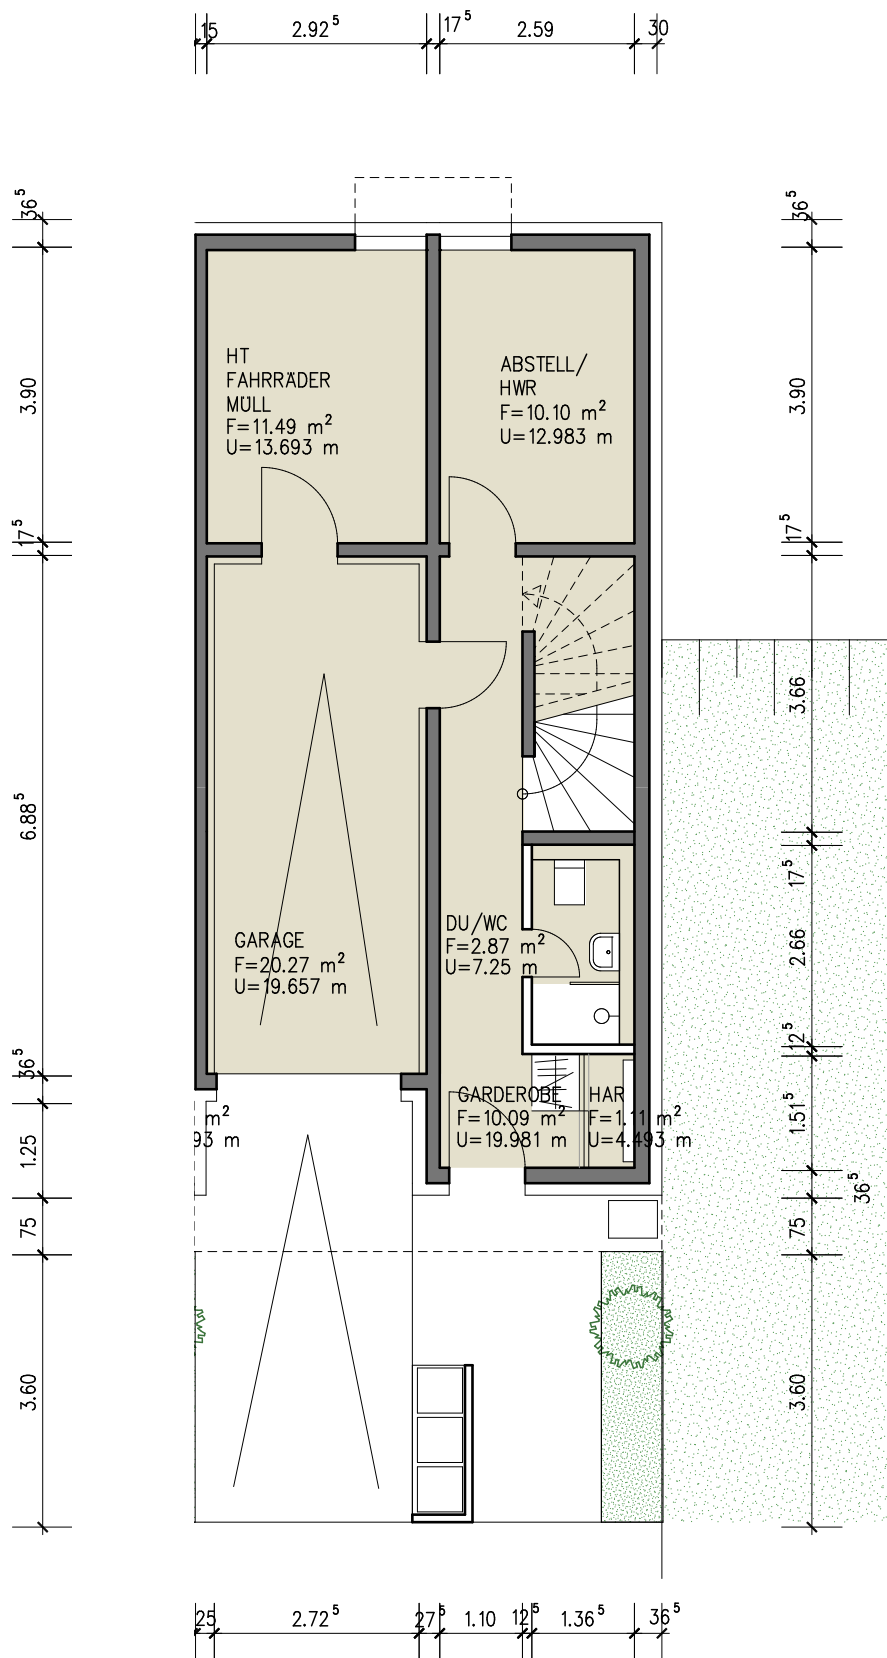 15
2.92⁵
17⁵
2.59
30
36⁵
36⁵
3.90
3.90
HT
FAHRRÄDER
MÜLL
F=11.49 m²
U=13.693 m
ABSTELL/
HWR
F=10.10 m²
U=12.983 m
17⁵
17⁵
3.66
6.88⁵
17⁵
DU/WC
F=2.87 m²
U=7.25 m
GARAGE
F=20.27 m²
U=19.657 m
2.66
12⁵
36⁵
GARDEROBE
F=10.09 m²
U=19.981 m
HAR
F=1.11 m²
U=4.493 m
m²
93 m
1.51⁵
1.25
36⁵
75
75
3.60
3.60
25
2.72⁵
27⁵
1.10
12⁵
1.36⁵
36⁵